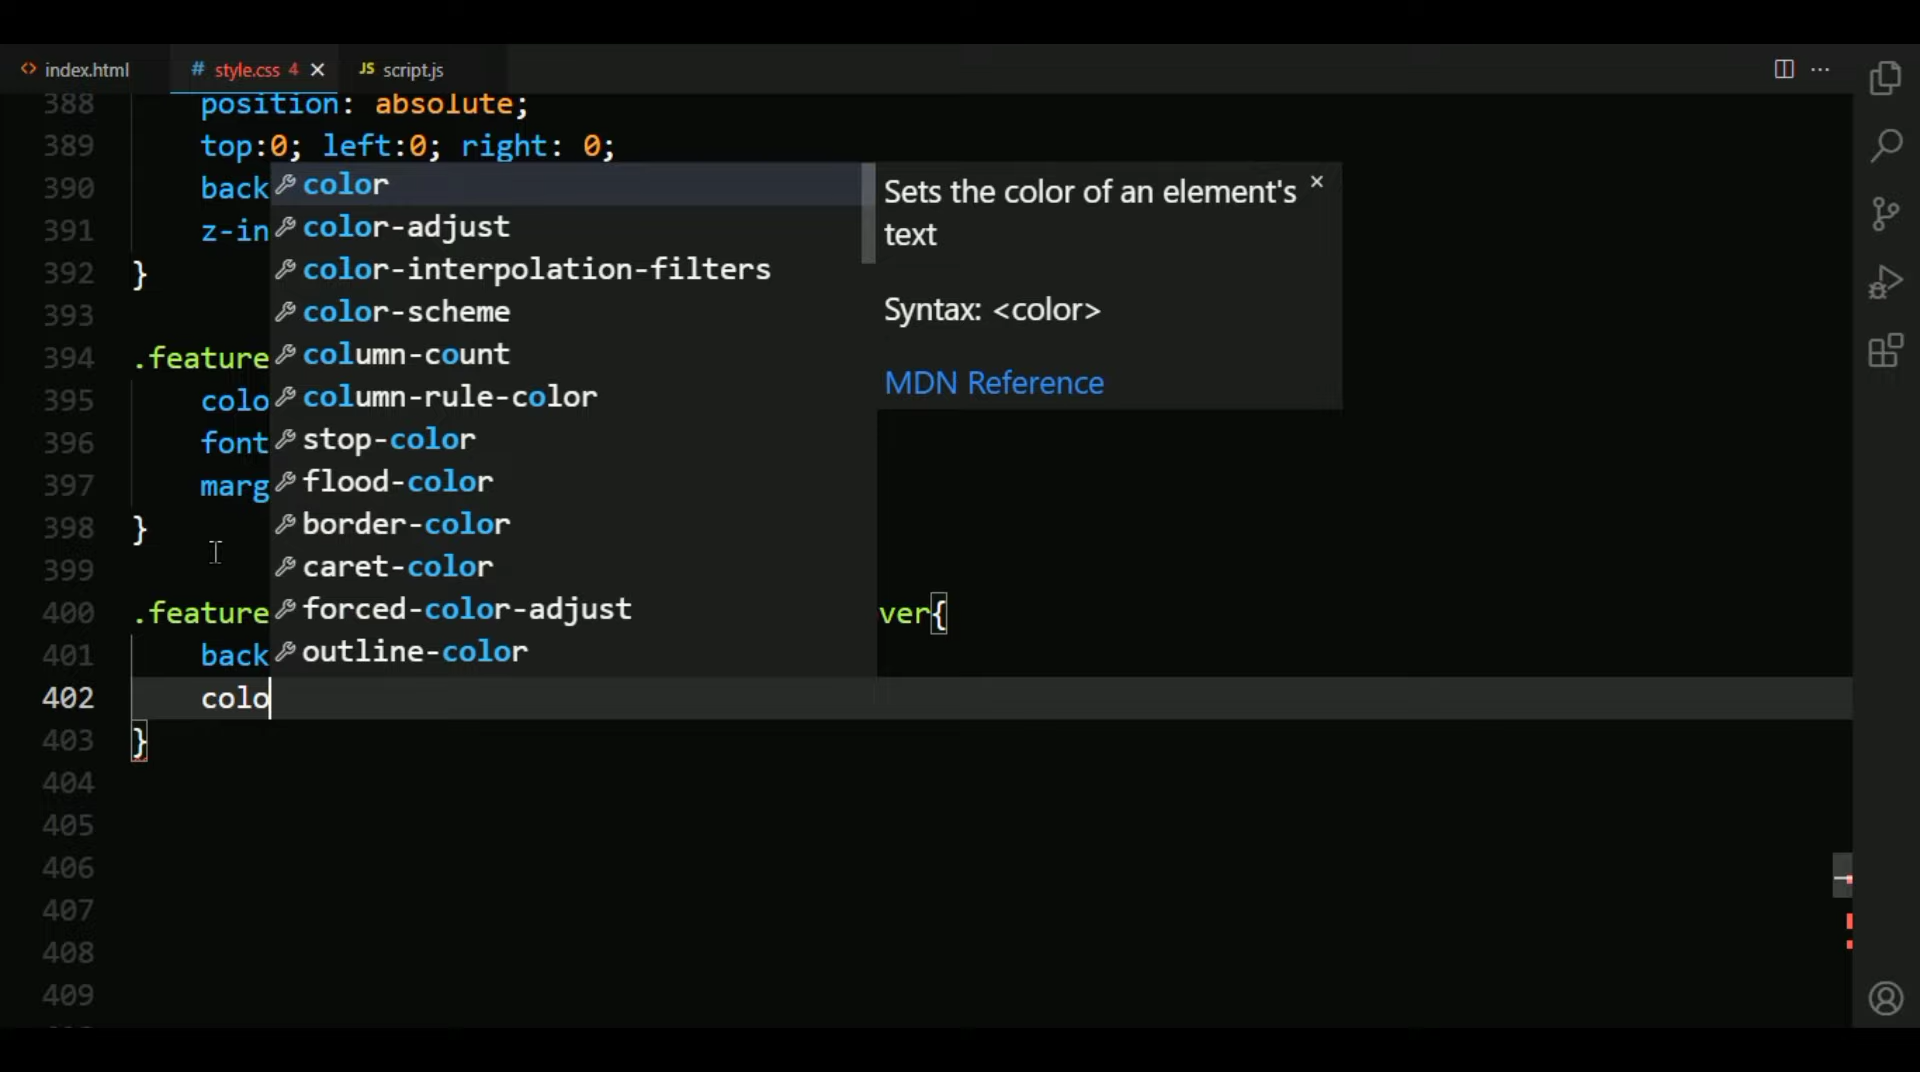 index.html style.css 4 script.js
388 position: absolute;
389 top:0; left:0; right: 0;
390 back
391 z-in
392 }
393
394 .feature
395 colo
396 font
397 marg
398 }
399
400 .feature ver{
401 back
402 colo
403 }
404
405
406
407
408
409
color
color-adjust
color-interpolation-filters
color-scheme
column-count
column-rule-color
stop-color
flood-color
border-color
caret-color
forced-color-adjust
outline-color
Sets the color of an element's
text
Syntax: <color>
MDN Reference